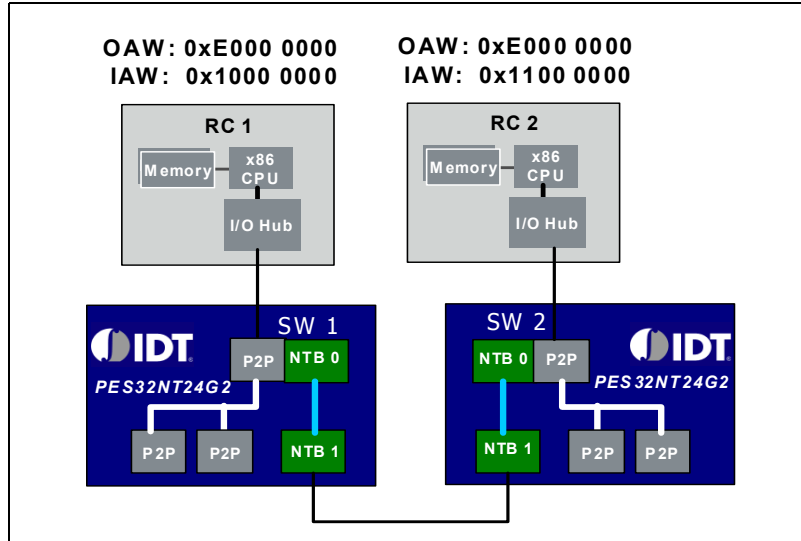 OAW: 0xE000 0000
IAW: 0x1000 0000
OAW: 0xE000 0000
IAW: 0x1100 0000
RC 1
Memory
x86
CPU
I/O Hub
RC 2
Memory
x86
CPU
I/O Hub
IDT.
SW 1
P2P
NTB 0
PES32NT24G2
P2P
P2P
NTB 1
SW 2
IDT.
NTB 0
P2P
PES32NT24G2
NTB 1
P2P
P2P